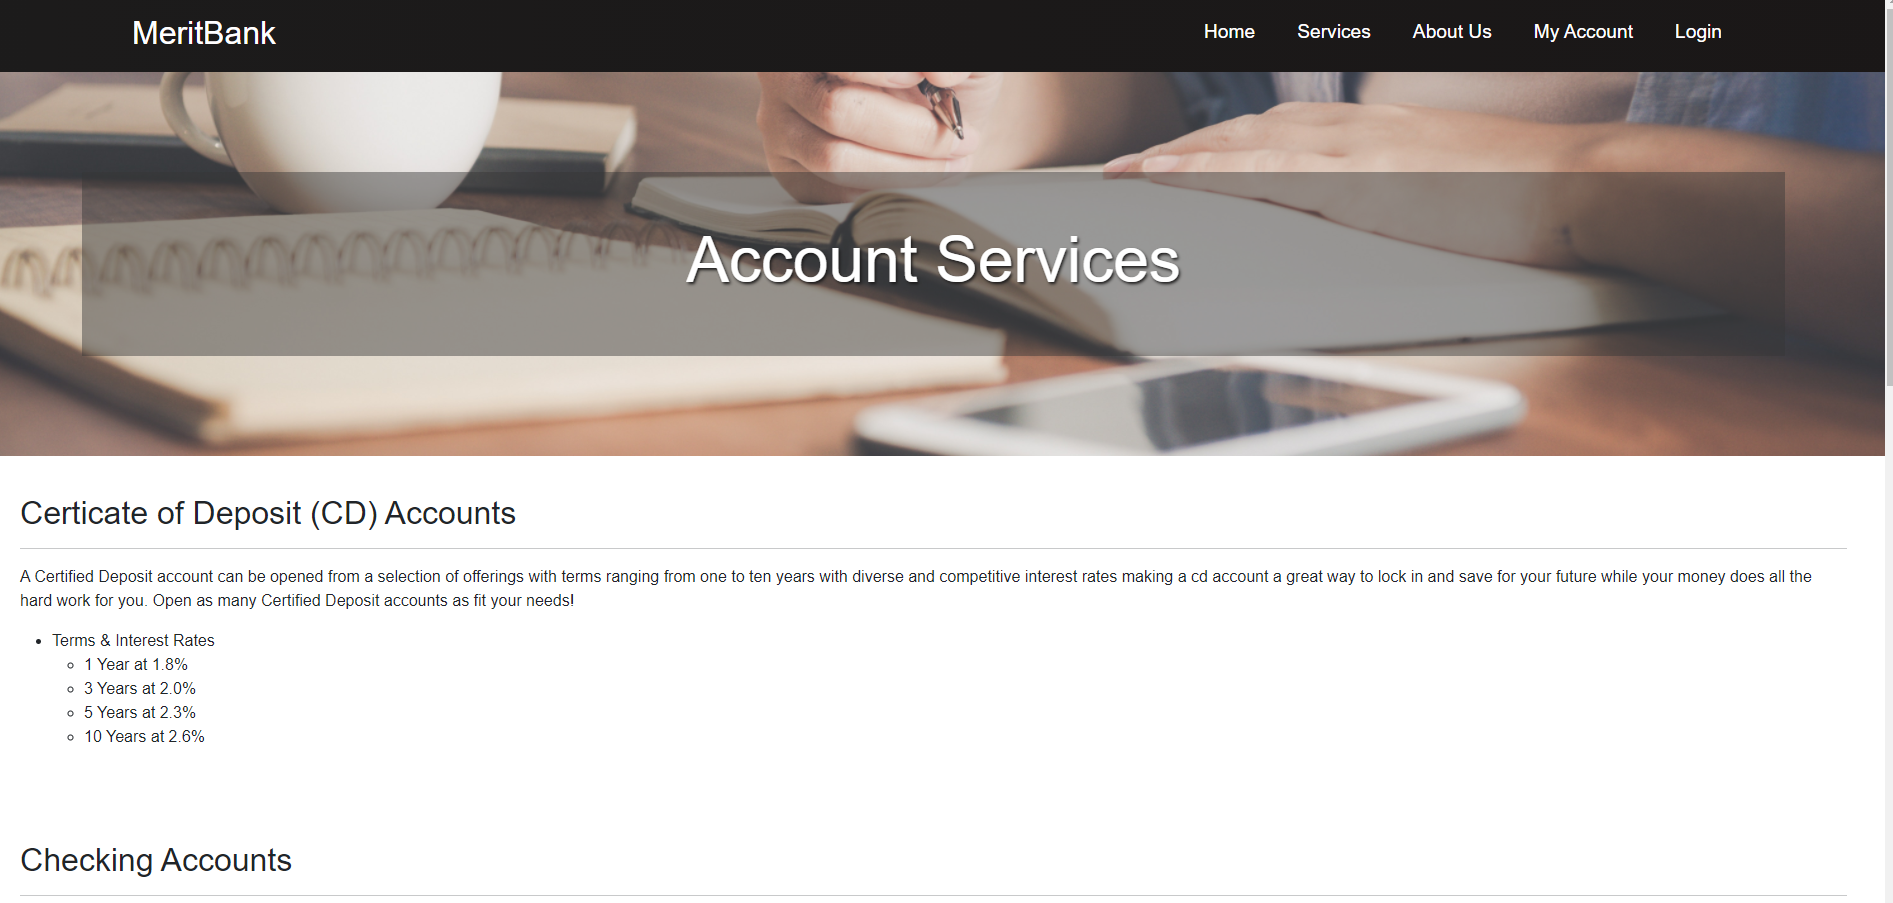 MeritBank
Home Services About Us My Account Login
Account Services
Certicate of Deposit (CD) Accounts
A Certified Deposit account can be opened from a selection of offerings with terms ranging from one to ten years with diverse and competitive interest rates making a cd account a great way to lock in and save for your future while your money does all the
hard work for you. Open as many Certified Deposit accounts as fit your needs!
Terms & Interest Rates
1 Year at 1.8%
3 Years at 2.0%
5 Years at 2.3%
10 Years at 2.6%
Checking Accounts